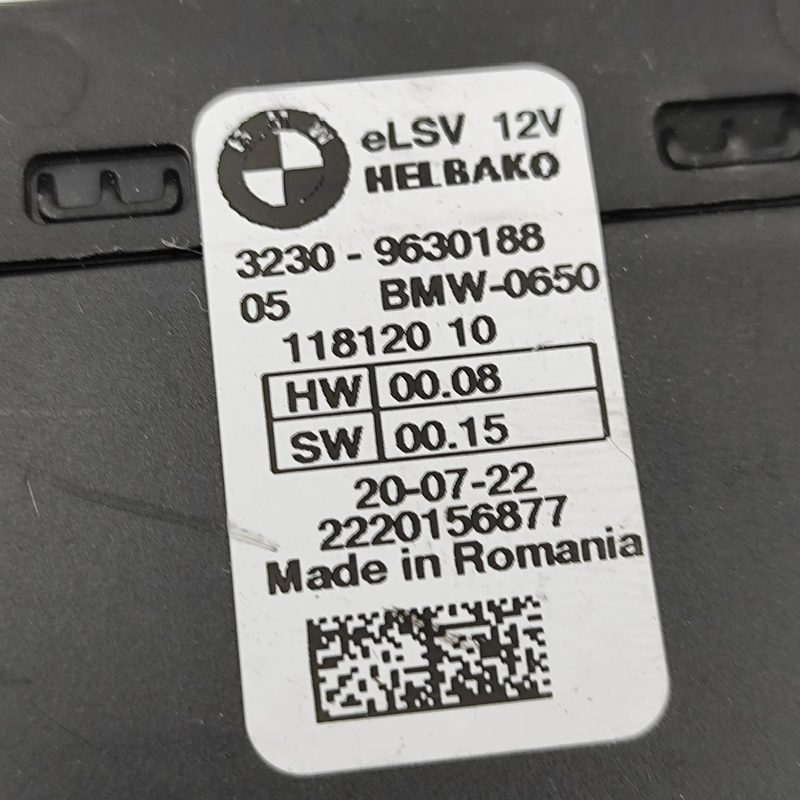 BMW
eLSV 12V
HELBAKO
3230 - 9630188
05 BMW-0650
118120 10
HW 00.08
SW 00.15
20-07-22
2220156877
Made in Romania